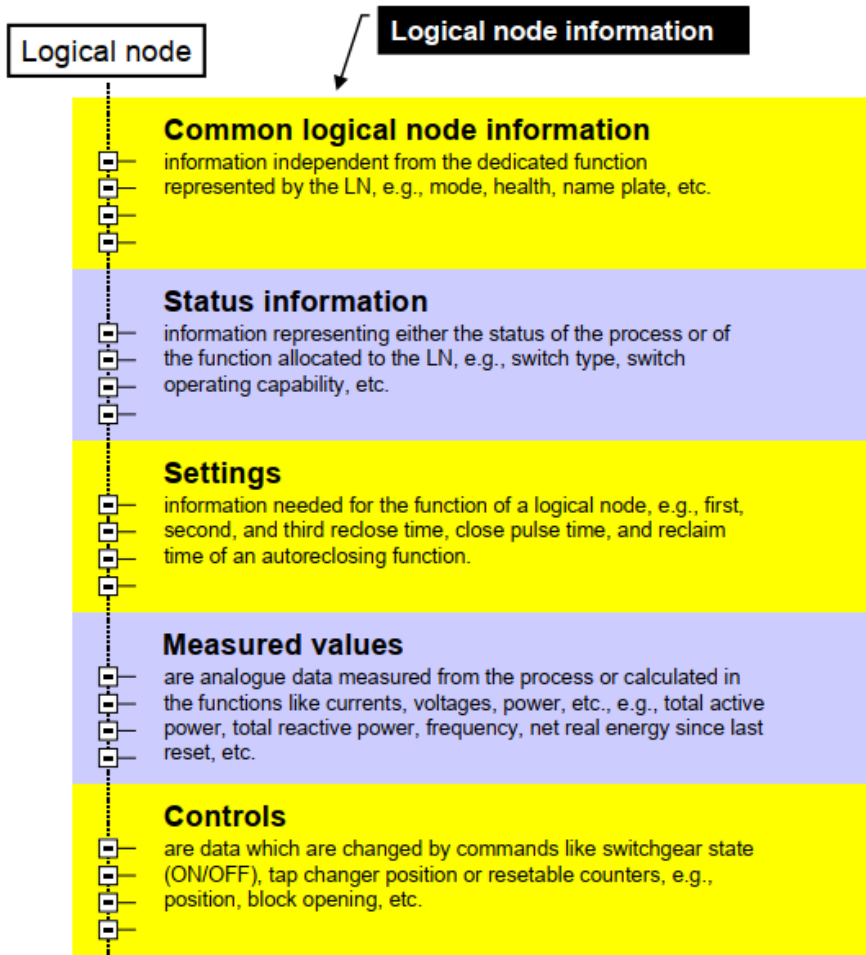 Logical node
Logical node information
Common logical node information
information independent from the dedicated function
represented by the LN, e.g., mode, health, name plate, etc.
Status information
information representing either the status of the process or of
the function allocated to the LN, e.g., switch type, switch
operating capability, etc.
Settings
information needed for the function of a logical node, e.g., first,
second, and third reclose time, close pulse time, and reclaim
time of an autoreclosing function.
Measured values
are analogue data measured from the process or calculated in
the functions like currents, voltages, power, etc., e.g., total active
power, total reactive power, frequency, net real energy since last
reset, etc.
Controls
are data which are changed by commands like switchgear state
(ON/OFF), tap changer position or resetable counters, e.g.,
position, block opening, etc.